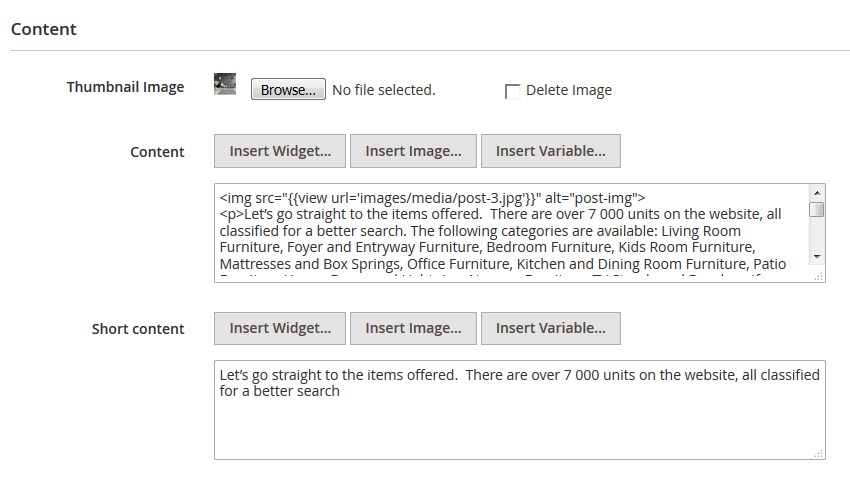 Content
Thumbnail Image Browse... No file selected. Delete Image
Content Insert Widget... Insert Image... Insert Variable...
<img src="{{view url='images/media/post-3.jpg'}}" alt="post-img">
<p>Let's go straight to the items offered.  There are over 7 000 units on the website, all
classified for a better search. The following categories are available: Living Room
Furniture, Foyer and Entryway Furniture, Bedroom Furniture, Kids Room Furniture,
Mattresses and Box Springs, Office Furniture, Kitchen and Dining Room Furniture, Patio
Short content Insert Widget... Insert Image... Insert Variable...
Let's go straight to the items offered.  There are over 7 000 units on the website, all classified
for a better search